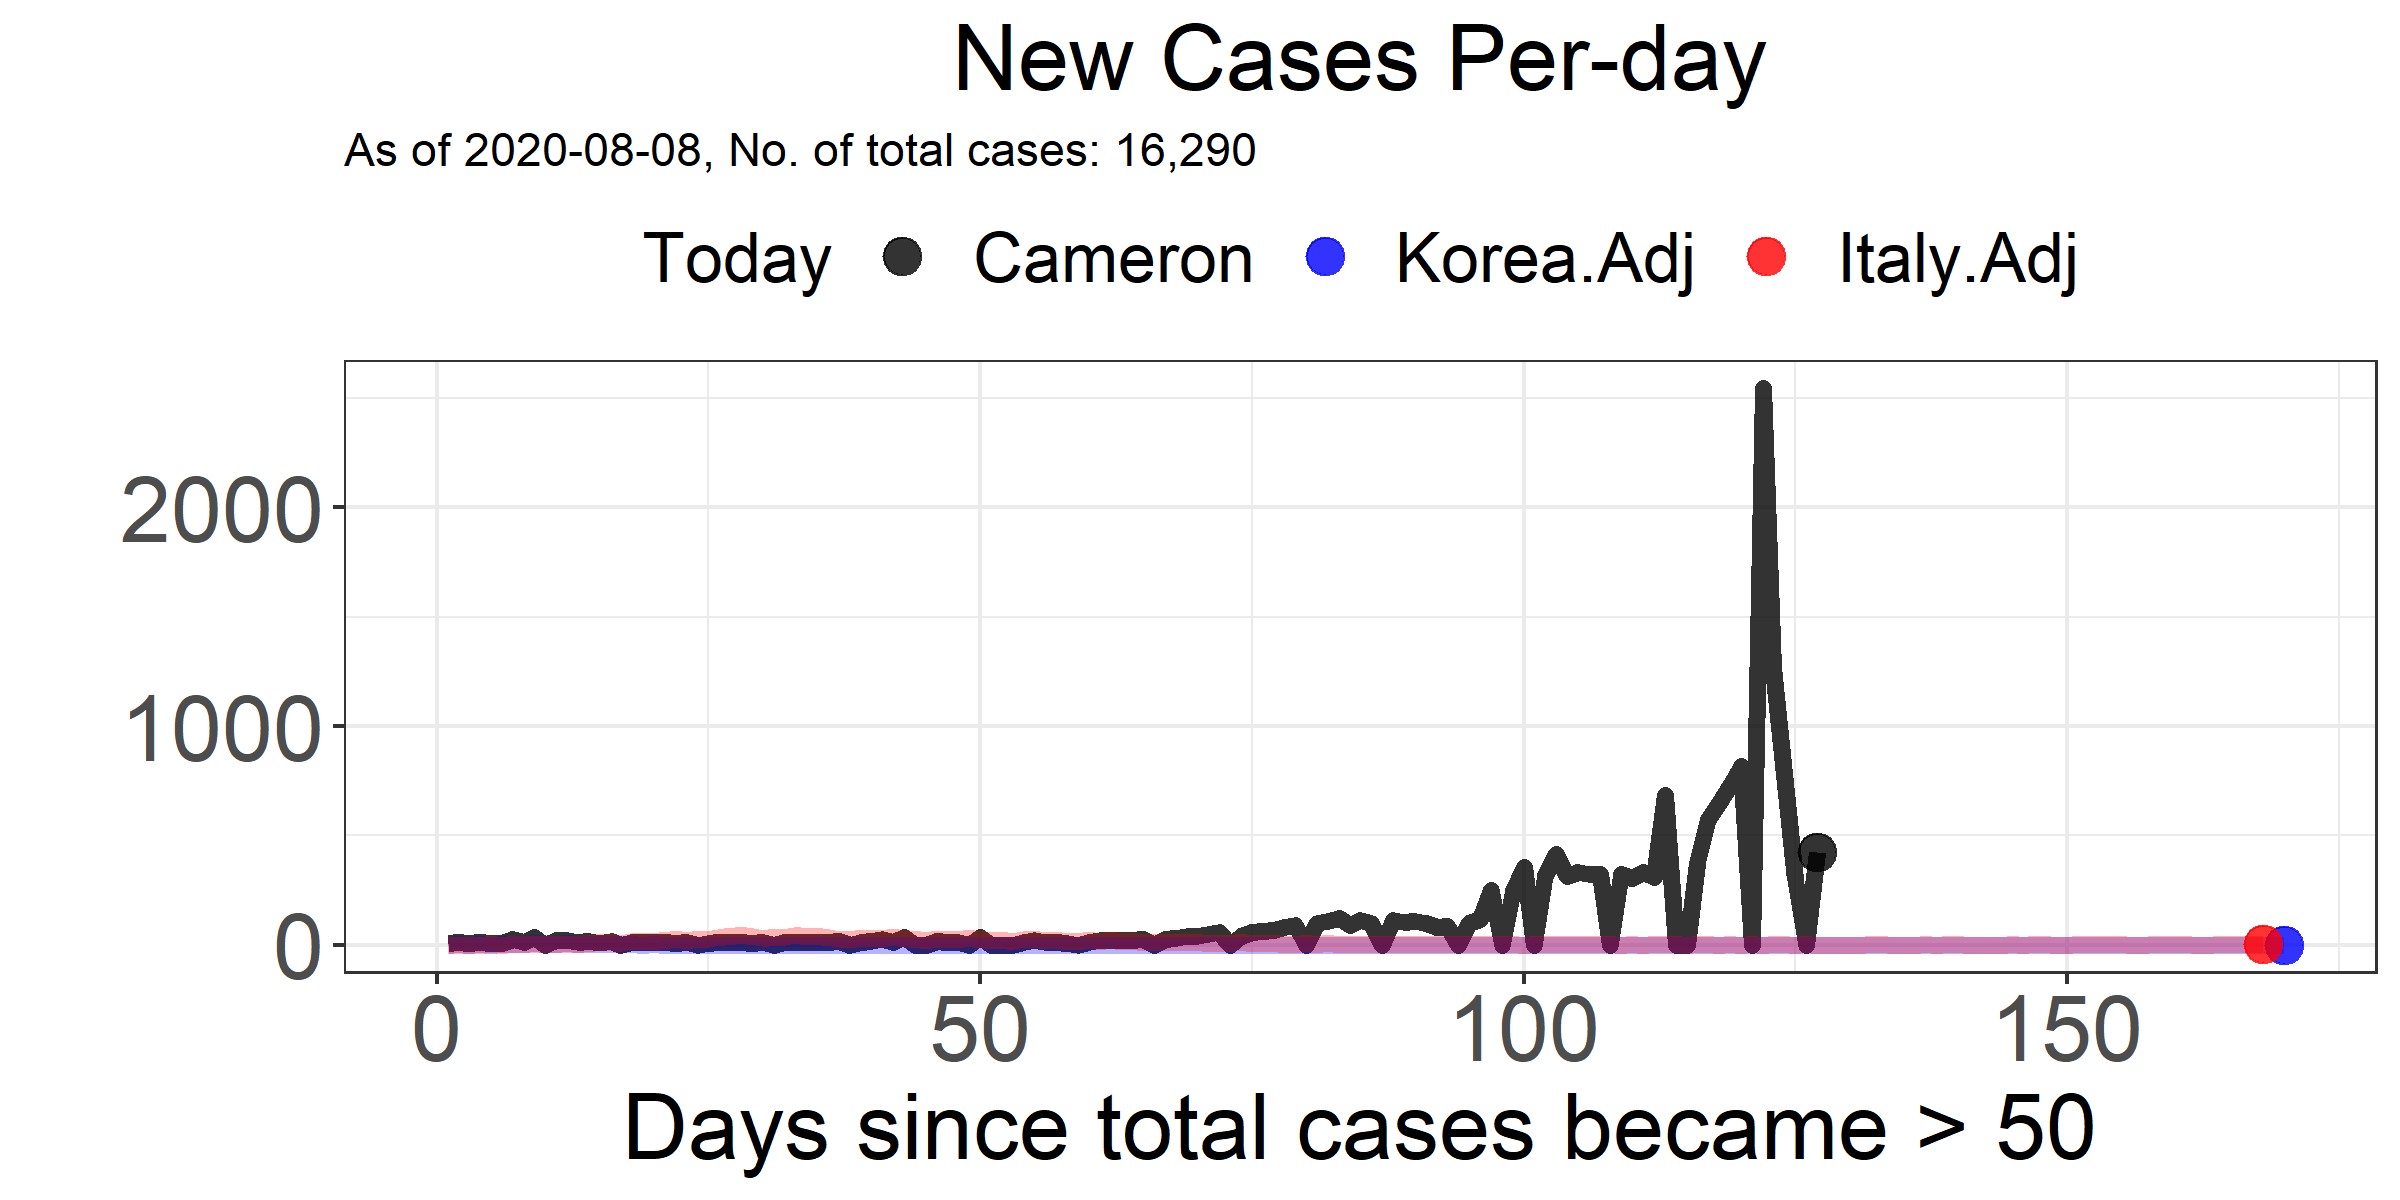 New Cases Per-day
As of 2020-08-08, No. of total cases: 16,290
Today Cameron Korea.Adj Italy.Adj
2000
1000
0
0 50 100 150
Days since total cases became > 50